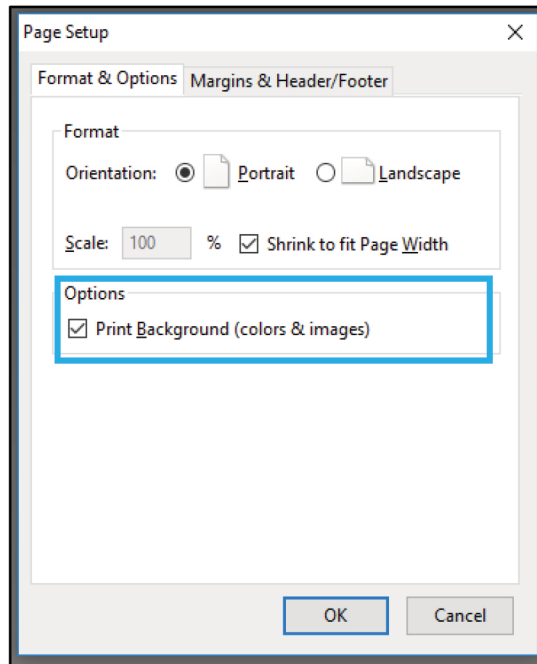 Page Setup
Format & Options Margins & Header/Footer
Format
Orientation: Portrait Landscape
Scale: 100 % Shrink to fit Page Width
Options
Print Background (colors & images)
OK Cancel